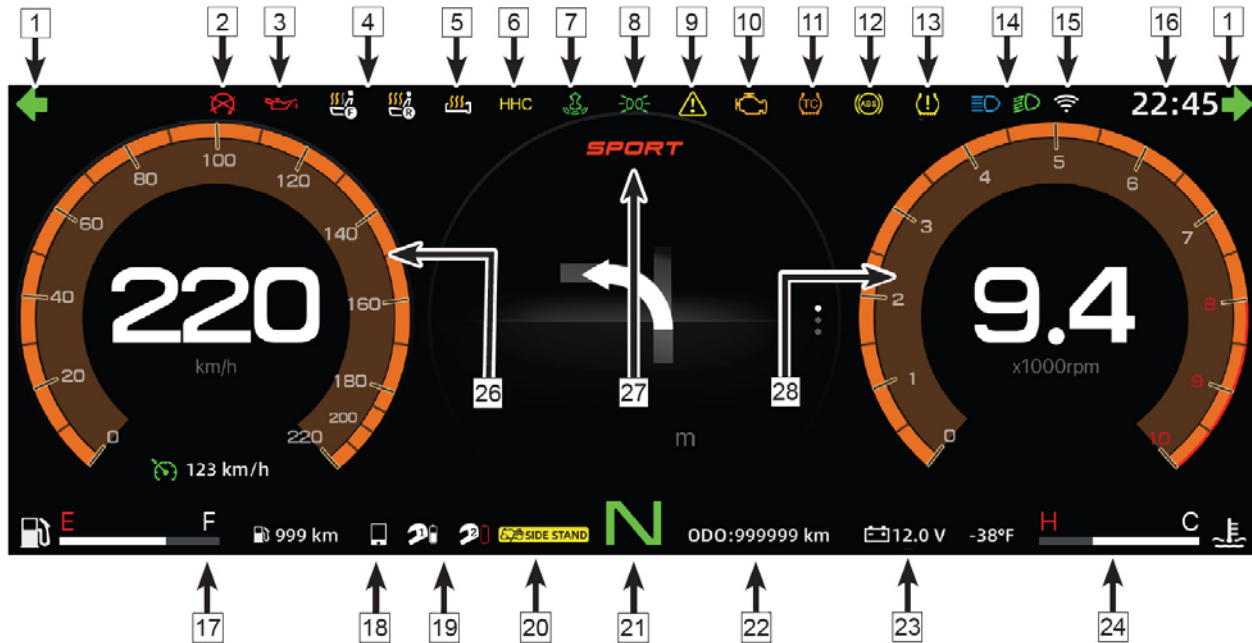 1 2 3 4 5 6 7 8 9 10 11 12 13 14 15 16 1
F R HHC TC ABS 22:45
SPORT
0 20 40 60 80 100 120 140 160 180 200 220
220
km/h
123 km/h
26 27 28
m
0 1 2 3 4 5 6 7 8 9 10
9.4
x1000rpm
E F
999 km
1 2
SIDE STAND
N
ODO:999999 km
12.0 V
-38°F
H C
17 18 19 20 21 22 23 24